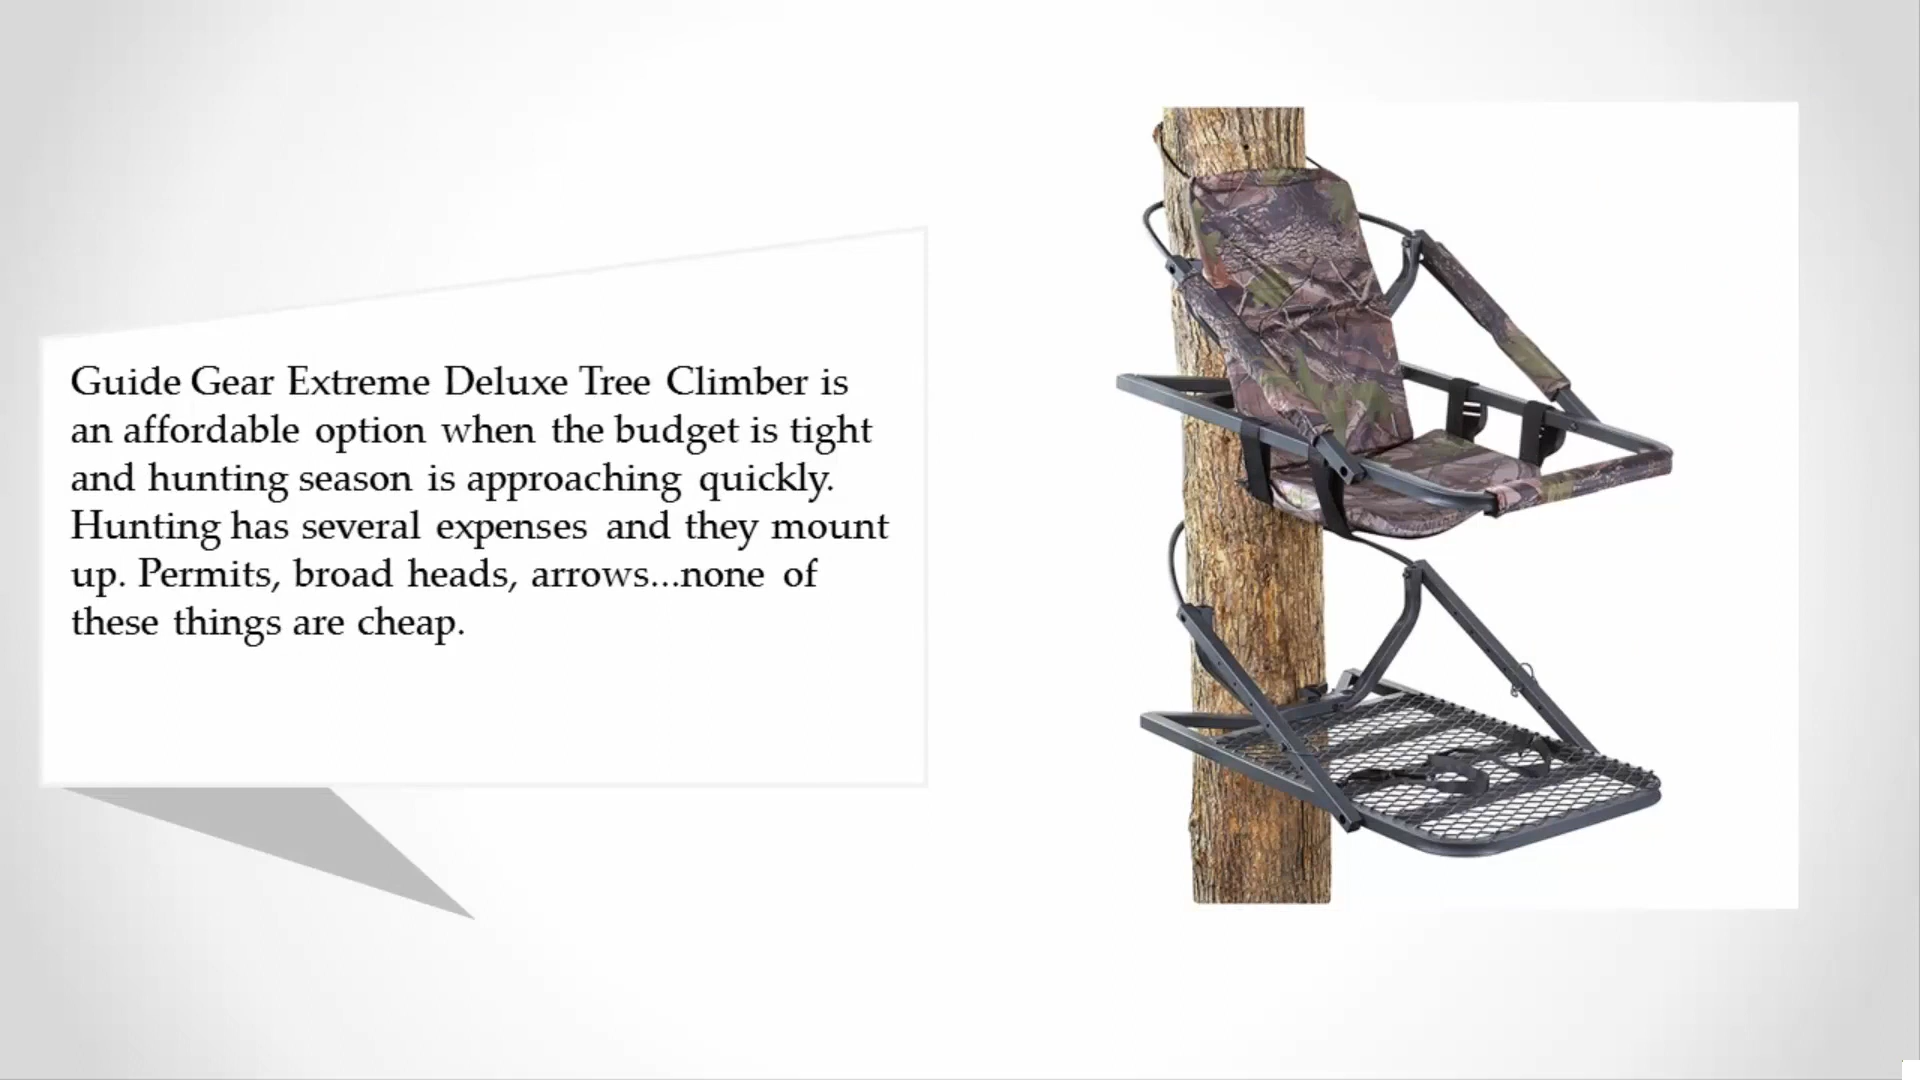 Guide Gear Extreme Deluxe Tree Climber is
an affordable option when the budget is tight
and hunting season is approaching quickly.
Hunting has several expenses and they mount
up. Permits, broad heads, arrows...none of
these things are cheap.